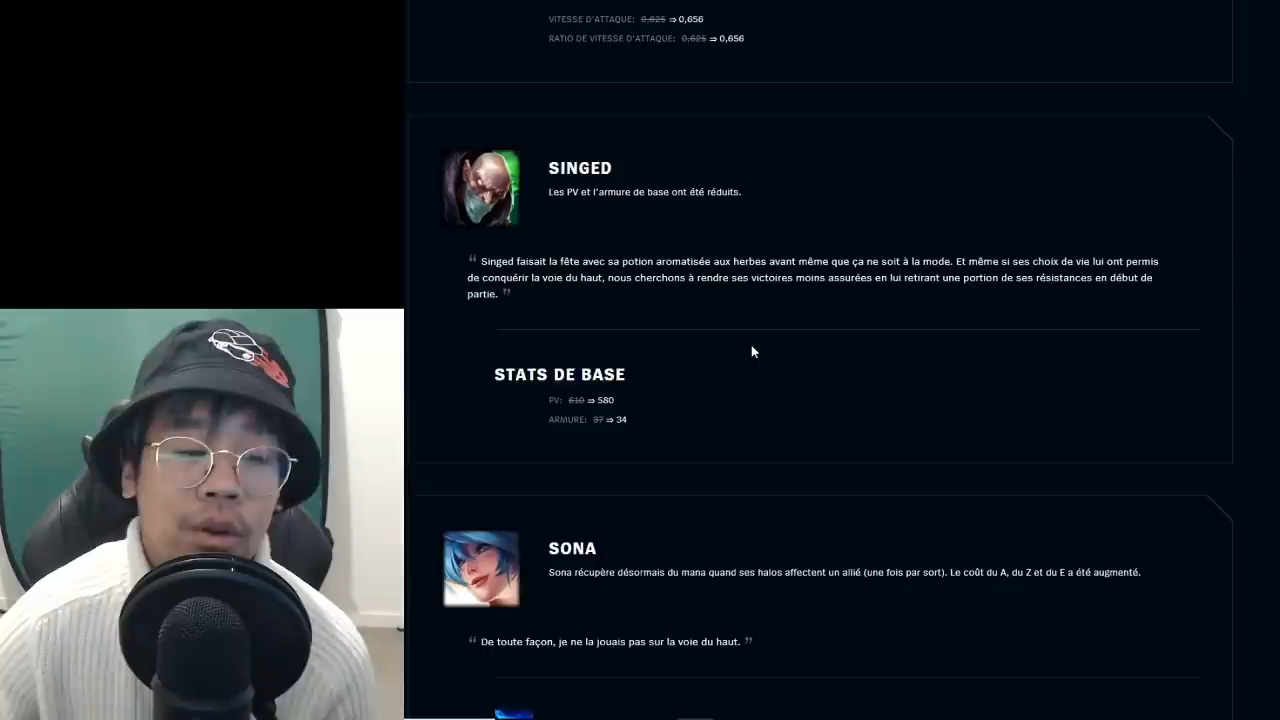 VITESSE D'ATTAQUE: 0,625 ⇒ 0,656
RATIO DE VITESSE D'ATTAQUE: 0,625 ⇒ 0,656
SINGED
Les PV et l'armure de base ont été réduits.
“ Singed faisait la fête avec sa potion aromatisée aux herbes avant même que ça ne soit à la mode. Et même si ses choix de vie lui ont permis
de conquérir la voie du haut, nous cherchons à rendre ses victoires moins assurées en lui retirant une portion de ses résistances en début de
partie. ”
STATS DE BASE
PV: 610 ⇒ 580
ARMURE: 37 ⇒ 34
SONA
Sona récupère désormais du mana quand ses halos affectent un allié (une fois par sort). Le coût du A, du Z et du E a été augmenté.
“ De toute façon, je ne la jouais pas sur la voie du haut. ”